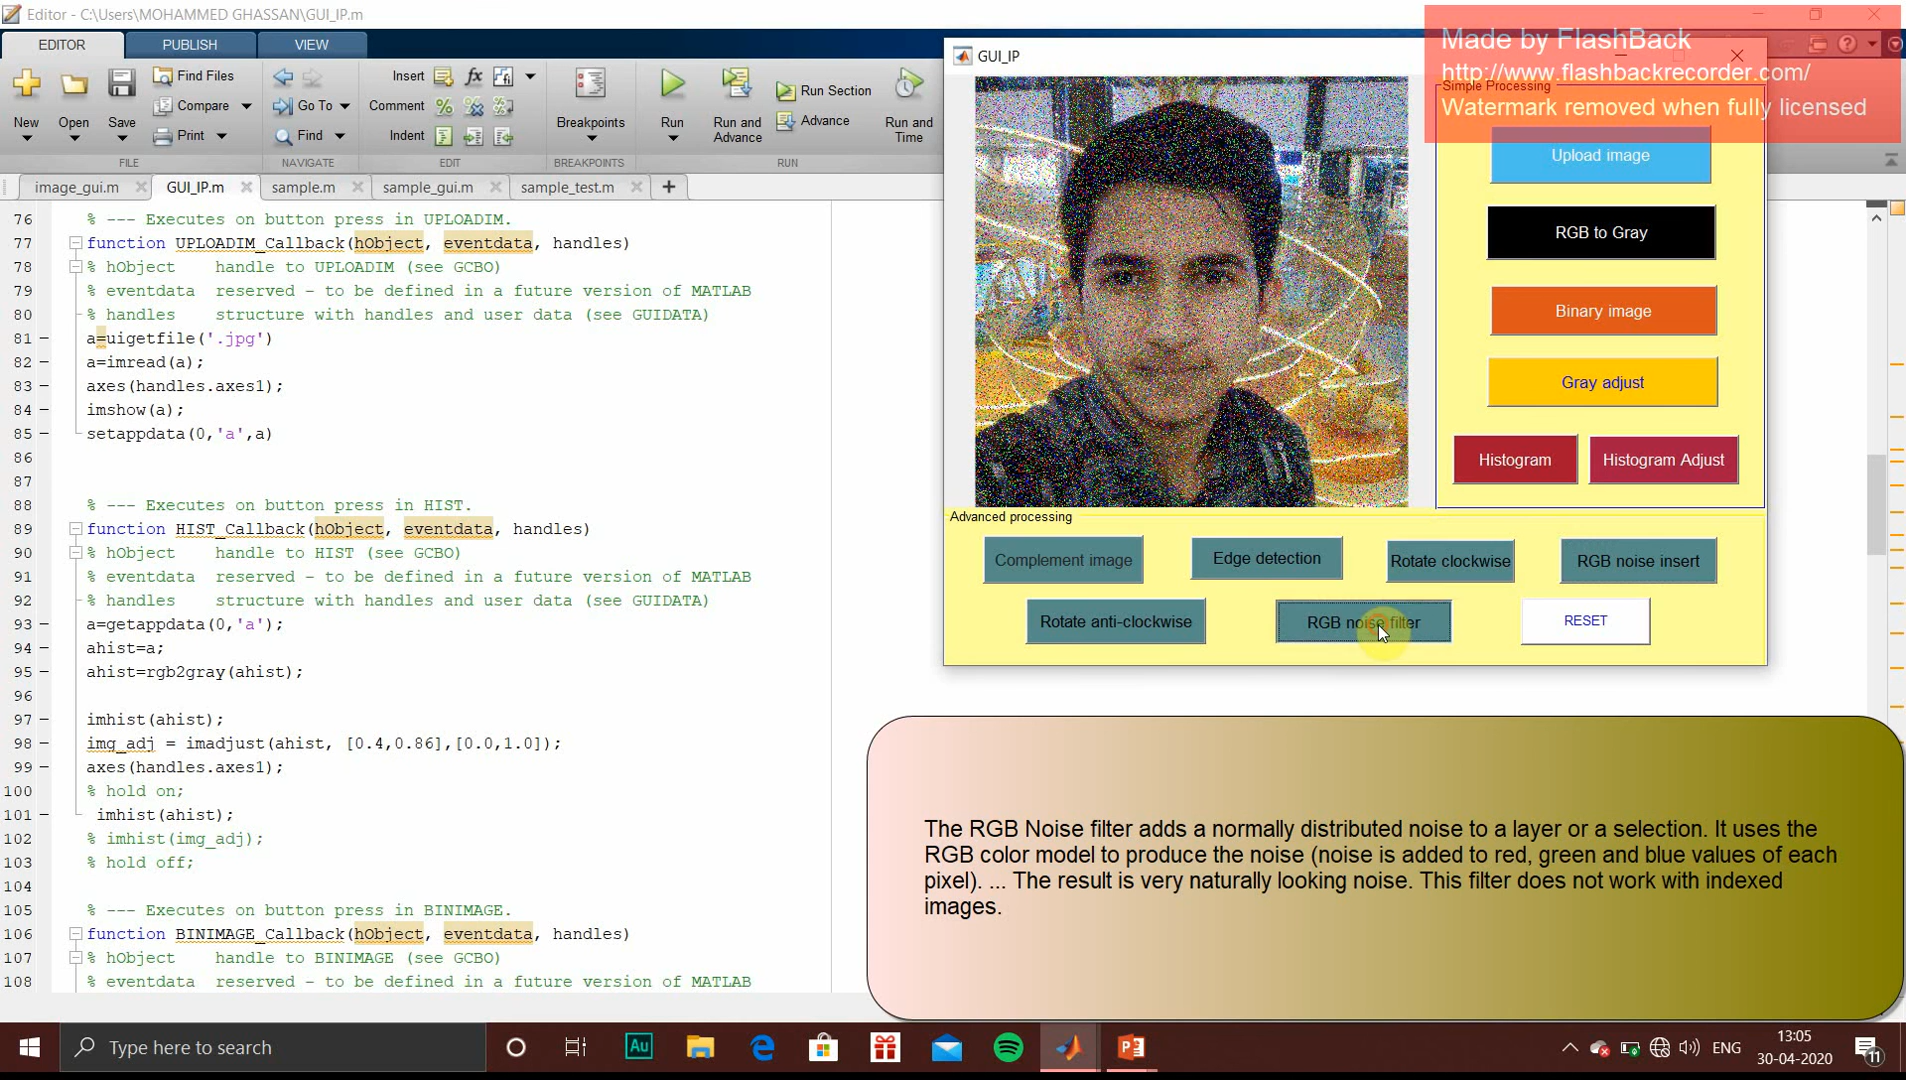 Editor - C:\Users\MOHAMMED GHASSAN\GUI_IP.m
EDITOR PUBLISH VIEW
New
Open
Save
Find Files
Compare
Print
FILE
Go To
Find
NAVIGATE
Insert
Comment
Indent
EDIT
Breakpoints
BREAKPOINTS
Run
Run and
Advance
Run Section
Advance
Run and
Time
RUN
image_gui.m GUI_IP.m sample.m sample_gui.m sample_test.m
76 % --- Executes on button press in UPLOADIM.
77 function UPLOADIM_Callback(hObject, eventdata, handles)
78 % hObject    handle to UPLOADIM (see GCBO)
79 % eventdata  reserved - to be defined in a future version of MATLAB
80 % handles    structure with handles and user data (see GUIDATA)
81 a=uigetfile('.jpg')
82 a=imread(a);
83 axes(handles.axes1);
84 imshow(a);
85 setappdata(0,'a',a)
86
87
88 % --- Executes on button press in HIST.
89 function HIST_Callback(hObject, eventdata, handles)
90 % hObject    handle to HIST (see GCBO)
91 % eventdata  reserved - to be defined in a future version of MATLAB
92 % handles    structure with handles and user data (see GUIDATA)
93 a=getappdata(0,'a');
94 ahist=a;
95 ahist=rgb2gray(ahist);
96
97 imhist(ahist);
98 img_adj = imadjust(ahist, [0.4,0.86],[0.0,1.0]);
99 axes(handles.axes1);
100 % hold on;
101 imhist(ahist);
102 % imhist(img_adj);
103 % hold off;
104
105 % --- Executes on button press in BINIMAGE.
106 function BINIMAGE_Callback(hObject, eventdata, handles)
107 % hObject    handle to BINIMAGE (see GCBO)
108 % eventdata  reserved - to be defined in a future version of MATLAB
GUI_IP
Made by FlashBack
http://www.flashbackrecorder.com/
Simple Processing
Watermark removed when fully licensed
Upload image
RGB to Gray
Binary image
Gray adjust
Histogram Histogram Adjust
Advanced processing
Complement image Edge detection Rotate clockwise RGB noise insert
Rotate anti-clockwise RGB noise filter RESET
The RGB Noise filter adds a normally distributed noise to a layer or a selection. It uses the
RGB color model to produce the noise (noise is added to red, green and blue values of each
pixel). ... The result is very naturally looking noise. This filter does not work with indexed
images.
Type here to search
Au
ENG
13:05
30-04-2020
11